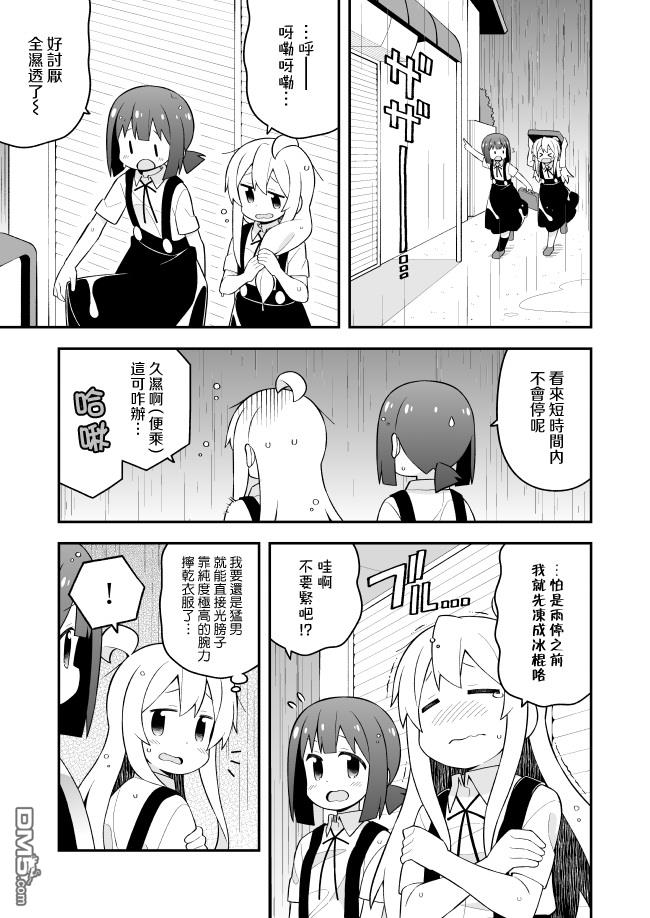 ザザ———…
…呼——
呀嘞呀嘞…
好討厭
全濕透了～
看來短時間內
不會停呢
久濕啊(便乘)
這可咋辦…
哈啾
…怕是雨停之前
我就先凍成冰棍咯
ブル…
哇啊
不要緊吧!?
我要還是猛男
就能直接光膀子
靠純度極高的腕力
擰乾衣服了…
！
DM5.com